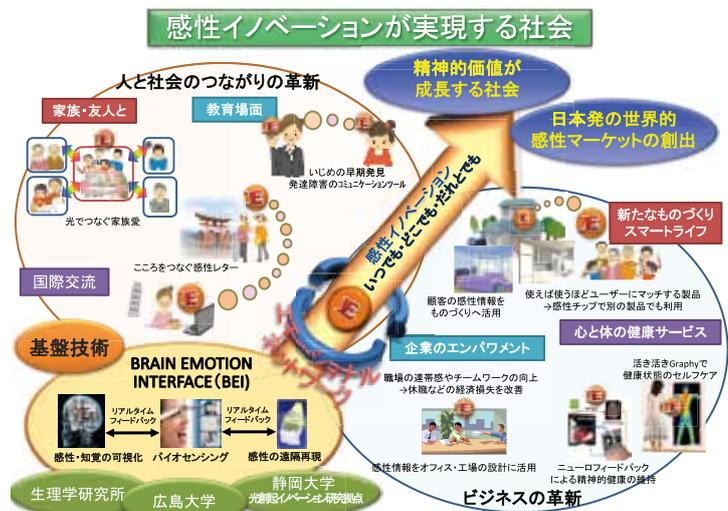 感性イノベーションが実現する社会
人と社会のつながりの革新
精神的価値が
成長する社会
日本発の世界的
感性マーケットの創出
家族・友人と
教育場面
いじめの早期発見
発達障害のコミュニケーションツール
光でつなぐ家族愛
こころをつなぐ感性レター
国際交流
感性イノベーション
いつでも・どこでも・だれとでも
新たなものづくり
スマートライフ
顧客の感性情報を
ものづくりへ活用
使えば使うほどユーザーにマッチする製品
→感性チップで別の製品でも利用
基盤技術
BRAIN EMOTION
INTERFACE(BEI)
リアルタイム
フィードバック
リアルタイム
フィードバック
感性・知覚の可視化
バイオセンシング
感性の遠隔再現
生理学研究所
広島大学
静岡大学
光創起イノベーション研究拠点
企業のエンパワメント
職場の連帯感やチームワークの向上
→休職などの経済損失を改善
感性情報をオフィス・工場の設計に活用
心と体の健康サービス
活き活きGraphyで
健康状態のセルフケア
ニューロフィードバック
による精神的健康の維持
ビジネスの革新